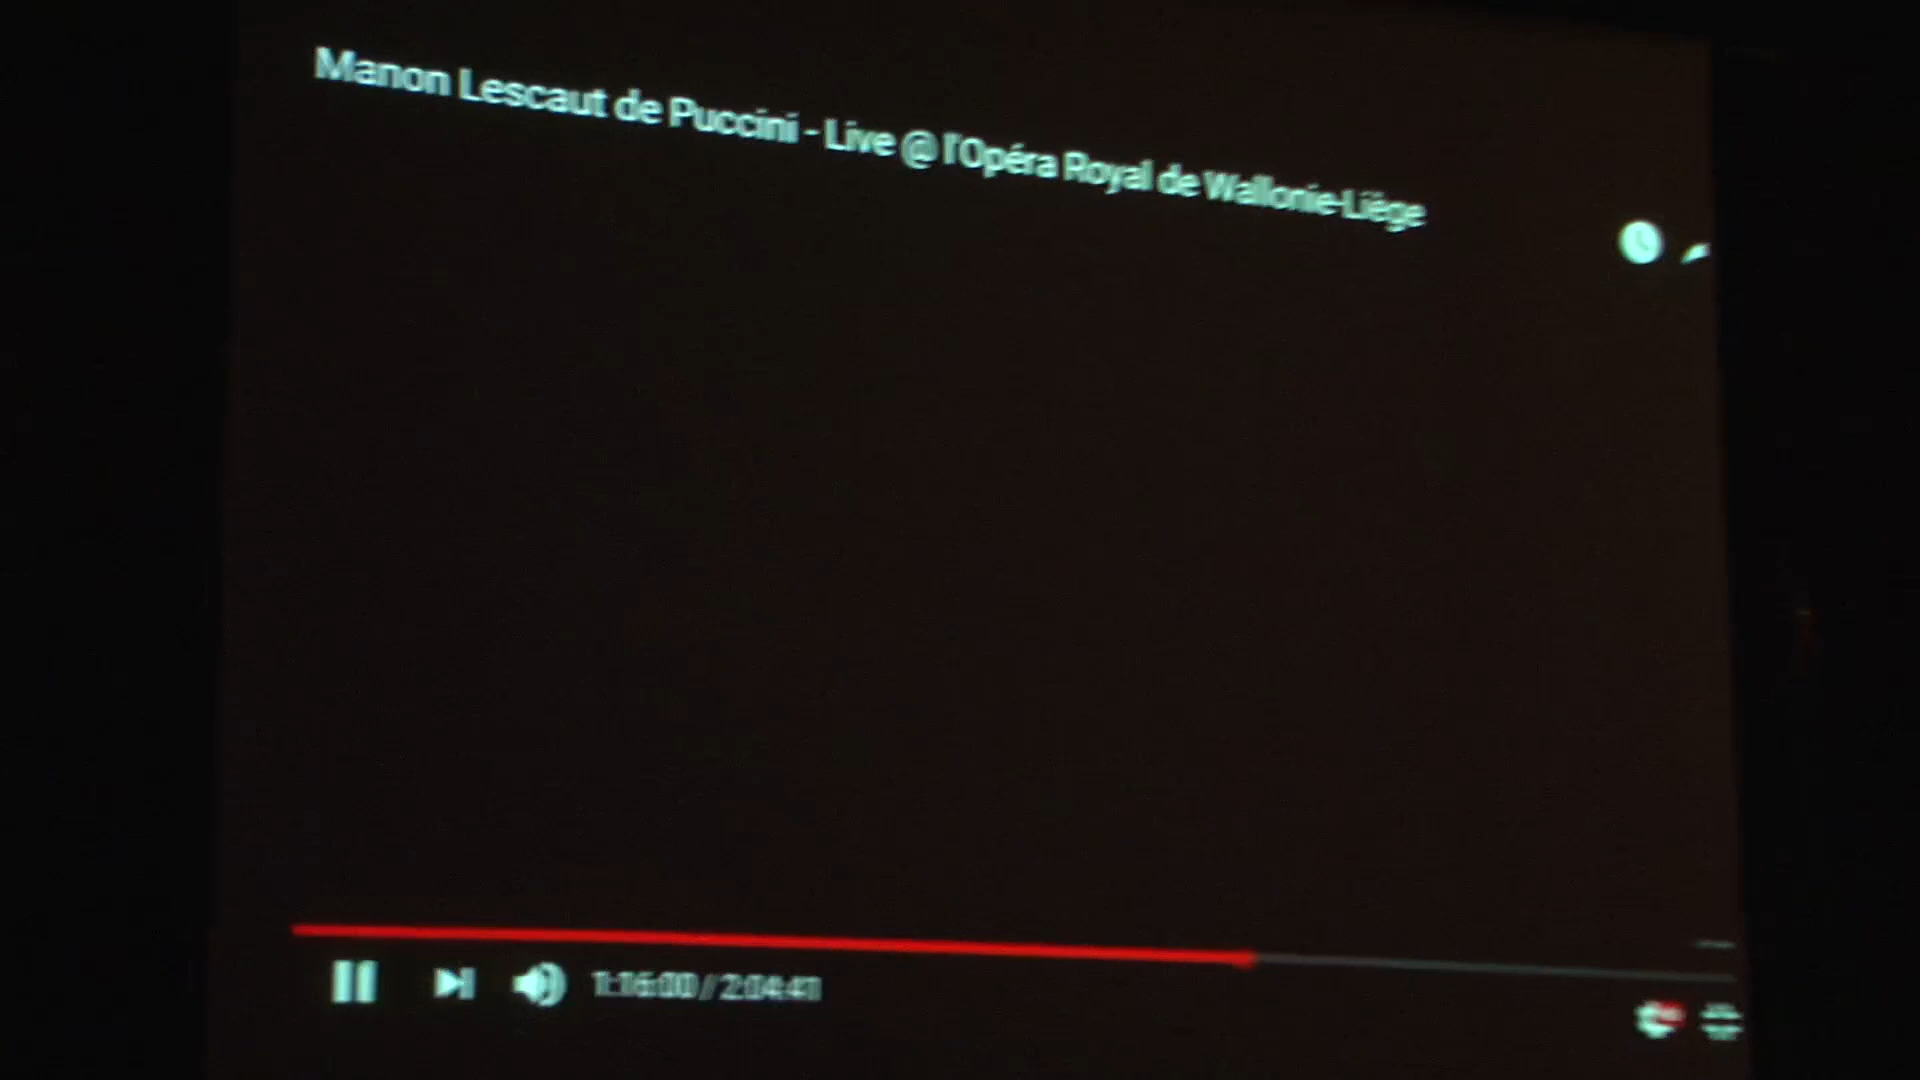 Manon Lescaut de Puccini - Live @ l'Opéra Royal de Wallonie-Liège
1:16:00 / 2:04:41